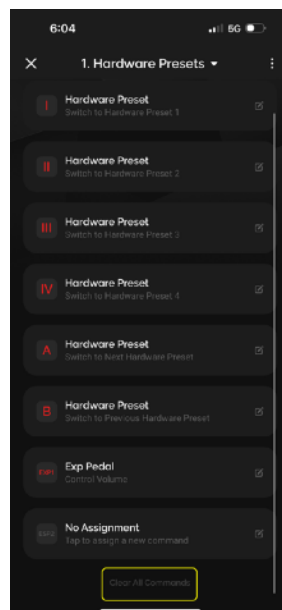 6:04
5G
1. Hardware Presets
I
Hardware Preset
Switch to Hardware Preset 1
II
Hardware Preset
Switch to Hardware Preset 2
III
Hardware Preset
Switch to Hardware Preset 3
IV
Hardware Preset
Switch to Hardware Preset 4
A
Hardware Preset
Switch to Next Hardware Preset
B
Hardware Preset
Switch to Previous Hardware Preset
EXP1
Exp Pedal
Control Volume
EXP2
No Assignment
Tap to assign a new command
Clear All Commands